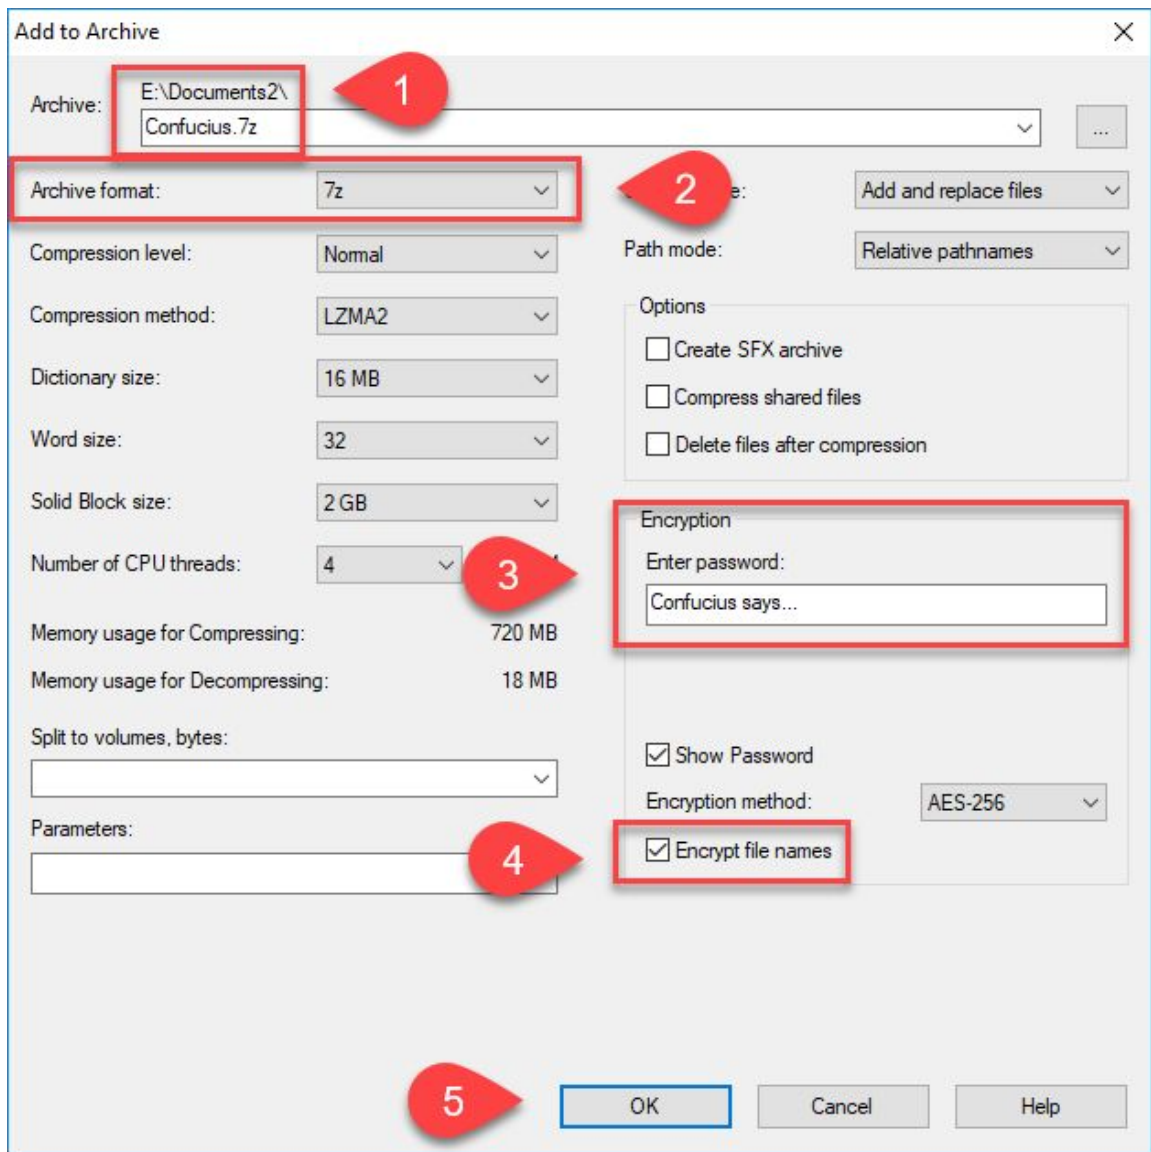 Add to Archive
1
Archive:
E:\Documents2\
Confucius.7z
...
Archive format:
7z
2
e:
Add and replace files
Compression level:
Normal
Path mode:
Relative pathnames
Compression method:
LZMA2
Options
Create SFX archive
Compress shared files
Delete files after compression
Dictionary size:
16 MB
Word size:
32
Solid Block size:
2 GB
Number of CPU threads:
4
3
Encryption
Enter password:
Confucius says...
Memory usage for Compressing:
720 MB
Memory usage for Decompressing:
18 MB
Split to volumes, bytes:
Show Password
Encryption method:
AES-256
Parameters:
4
Encrypt file names
5
OK
Cancel
Help